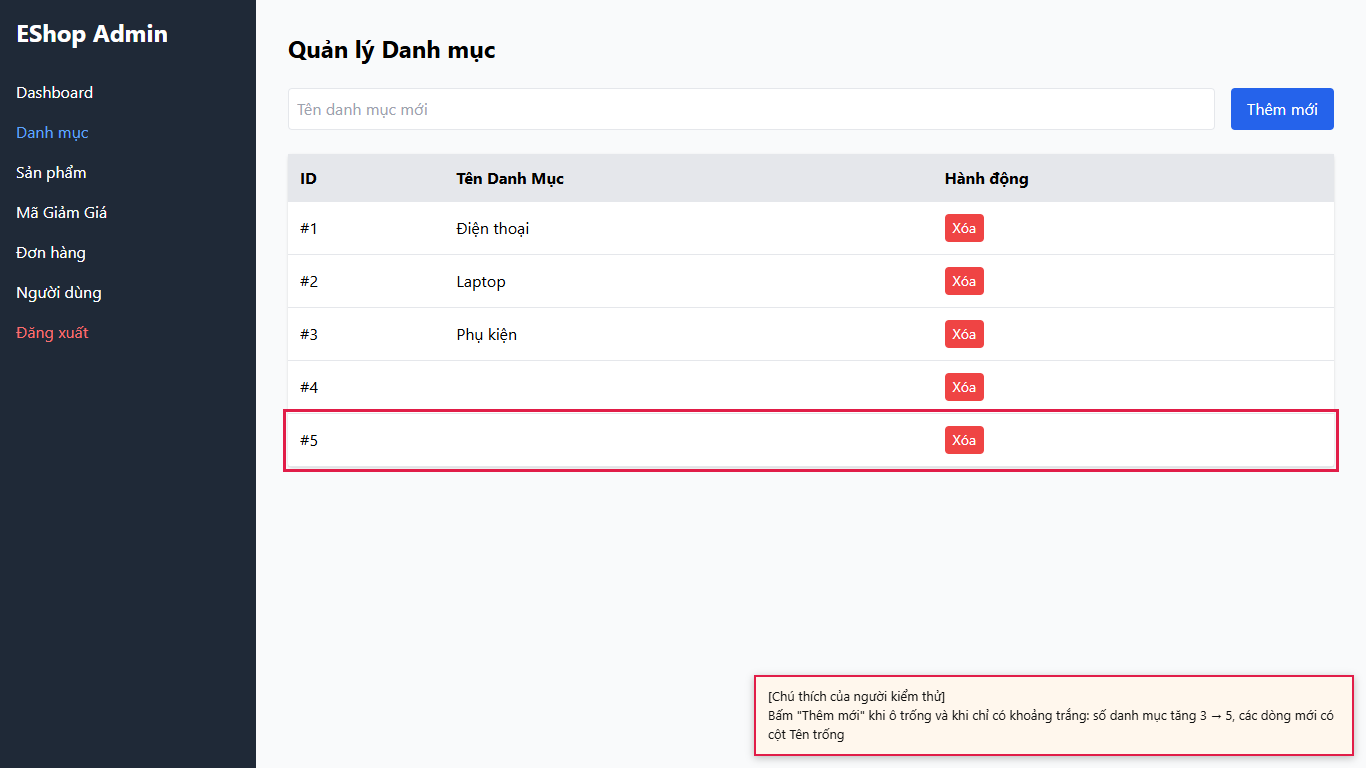 EShop Admin
Dashboard
Danh mục
Sản phẩm
Mã Giảm Giá
Đơn hàng
Người dùng
Đăng xuất
Quản lý Danh mục
Tên danh mục mới
Thêm mới
ID Tên Danh Mục Hành động
#1 Điện thoại Xóa
#2 Laptop Xóa
#3 Phụ kiện Xóa
#4 Xóa
#5 Xóa
[Chú thích của người kiểm thử]
Bấm "Thêm mới" khi ô trống và khi chỉ có khoảng trắng: số danh mục tăng 3 → 5, các dòng mới có
cột Tên trống